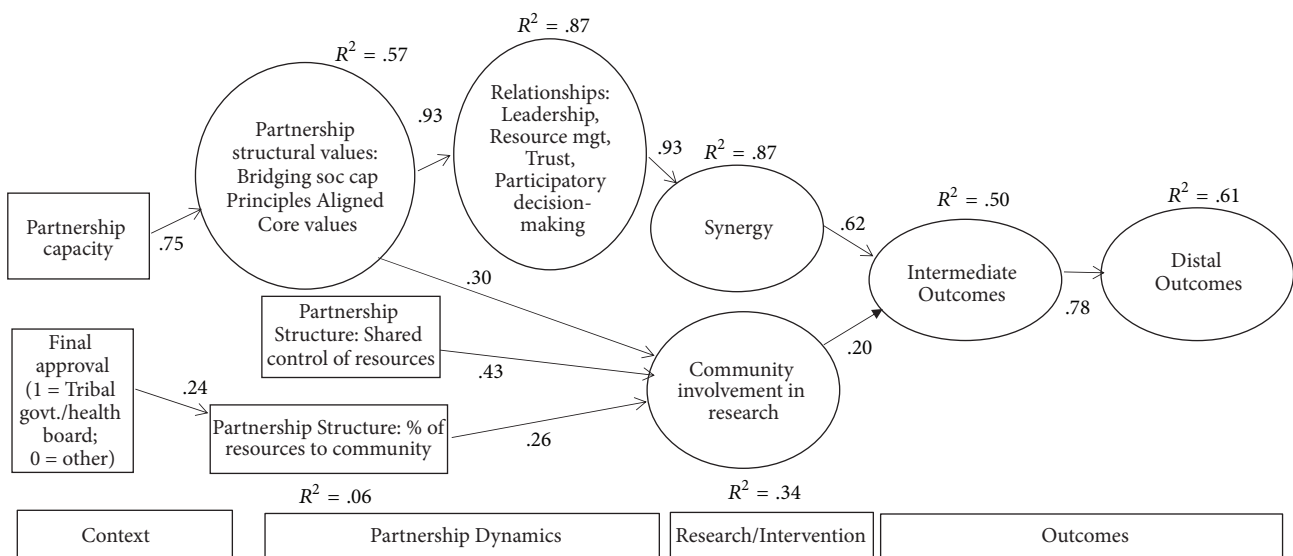 R² = .57
R² = .87
Partnership
structural values:
Bridging soc cap
Principles Aligned
Core values
.93
Relationships:
Leadership,
Resource mgt,
Trust,
Participatory
decision-
making
.93
R² = .87
Synergy
Partnership
capacity
.75
.62
R² = .50
Intermediate
Outcomes
.78
R² = .61
Distal
Outcomes
.30
Partnership
Structure: Shared
control of resources
.43
Community
involvement in
research
.20
Final
approval
(1 = Tribal
govt./health
board;
0 = other)
.24
Partnership Structure: % of
resources to community
.26
R² = .06
R² = .34
Context
Partnership Dynamics
Research/Intervention
Outcomes